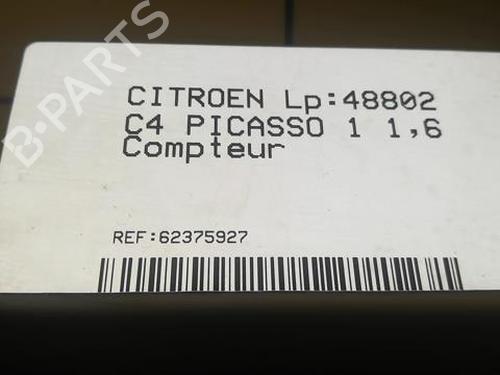 B-PARTS
CITROEN Lp:48802
C4 PICASSO 1 1,6
Compteur
REF:62375927